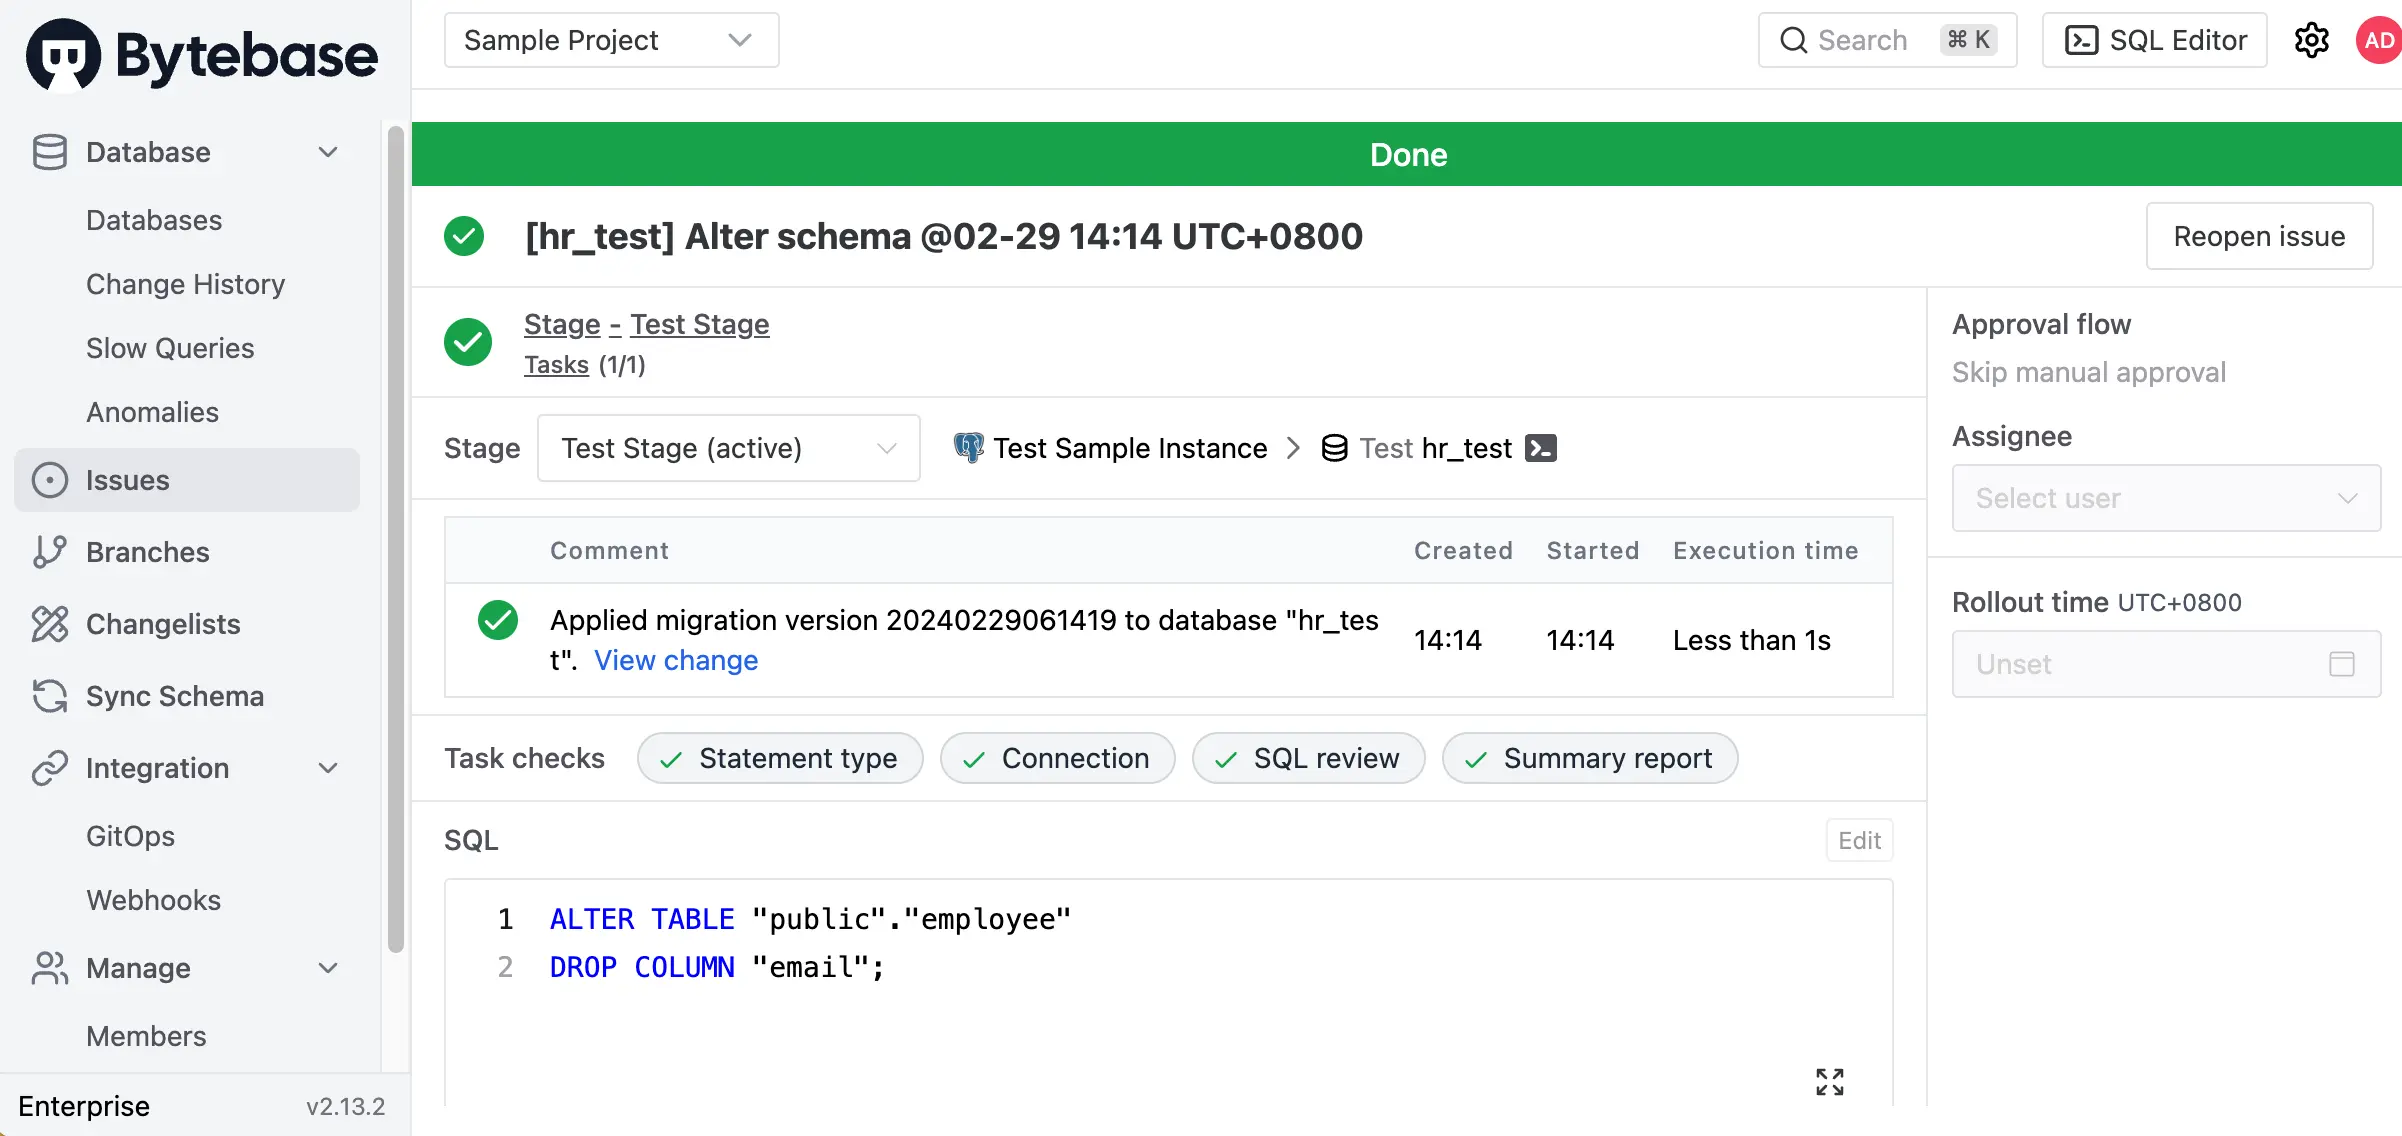 Bytebase
Sample Project
Search ⌘ K
SQL Editor
AD
Database
Databases
Change History
Slow Queries
Anomalies
Issues
Branches
Changelists
Sync Schema
Integration
GitOps
Webhooks
Manage
Members
Enterprise v2.13.2
Done
[hr_test] Alter schema @02-29 14:14 UTC+0800
Reopen issue
Stage - Test Stage
Tasks (1/1)
Stage Test Stage (active) Test Sample Instance > Test hr_test
Comment Created Started Execution time
Applied migration version 20240229061419 to database "hr_tes
t". View change
14:14 14:14 Less than 1s
Task checks Statement type Connection SQL review Summary report
SQL Edit
1 ALTER TABLE "public"."employee"
2 DROP COLUMN "email";
Approval flow
Skip manual approval
Assignee
Select user
Rollout time UTC+0800
Unset